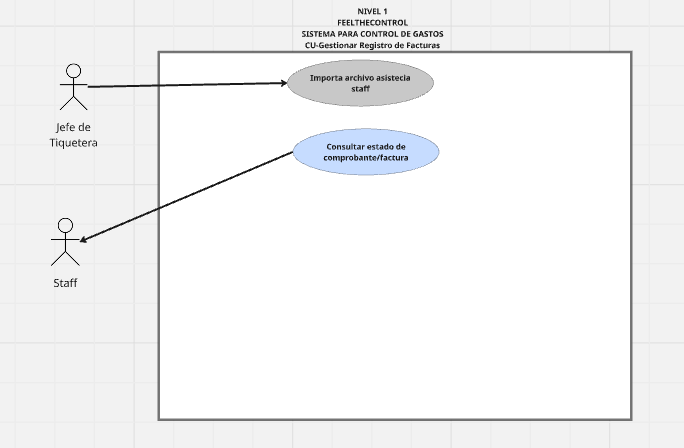 NIVEL 1
FEELTHECONTROL
SISTEMA PARA CONTROL DE GASTOS
CU-Gestionar Registro de Facturas
Importa archivo asistecia
staff
Jefe de
Tiquetera
Consultar estado de
comprobante/factura
Staff